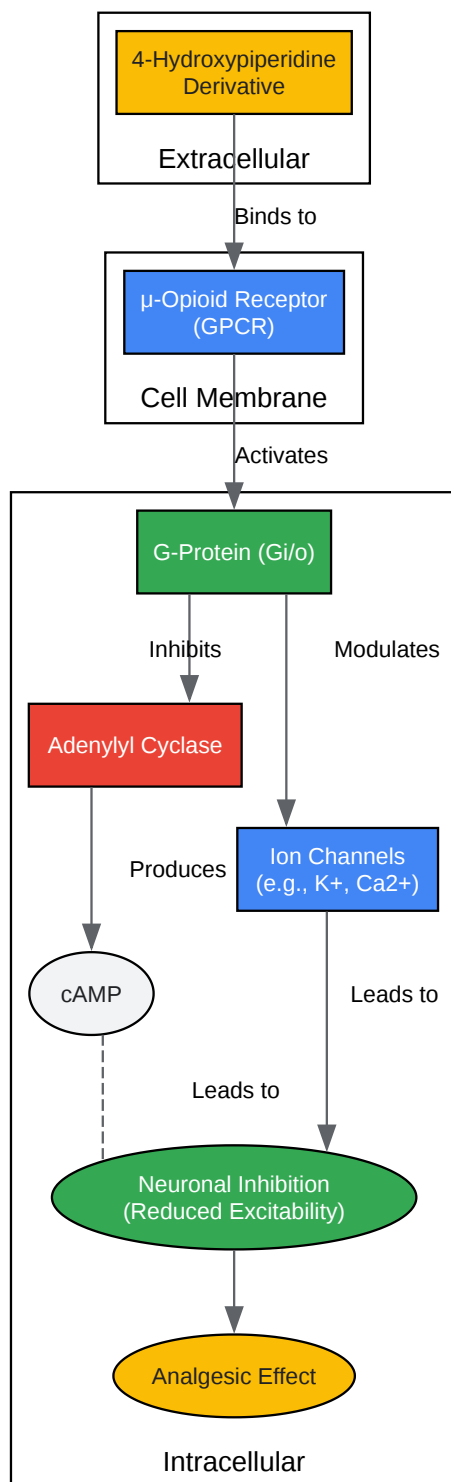 4-Hydroxypiperidine
Derivative
Extracellular
Binds to
μ-Opioid Receptor
(GPCR)
Cell Membrane
Activates
G-Protein (Gi/o)
Inhibits
Modulates
Adenylyl Cyclase
Produces
Ion Channels
(e.g., K+, Ca2+)
cAMP
Leads to
Leads to
Neuronal Inhibition
(Reduced Excitability)
Analgesic Effect
Intracellular